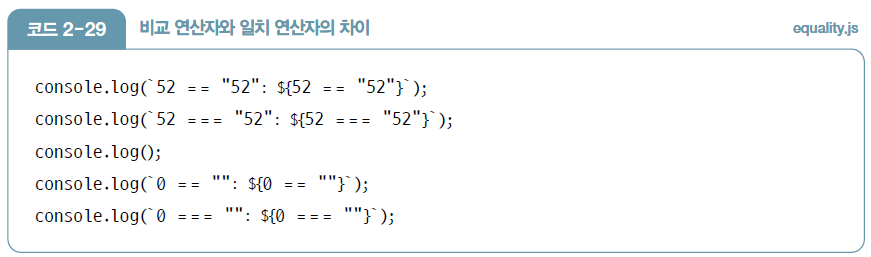 코드 2-29 비교 연산자와 일치 연산자의 차이 equality.js
console.log(`52 == "52": ${52 == "52"}`);
console.log(`52 === "52": ${52 === "52"}`);
console.log();
console.log(`0 == "": ${0 == ""}`);
console.log(`0 === "": ${0 === ""}`);